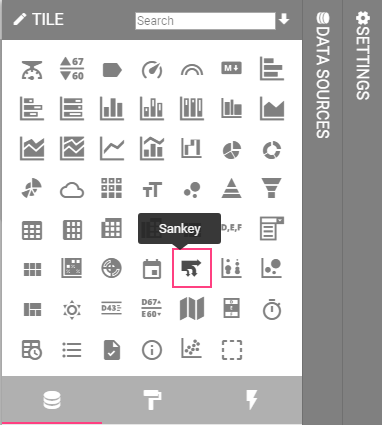 TILE
Search
67
60
M
Sankey
D,E,F
D43
D67
E60
DATA SOURCES
SETTINGS